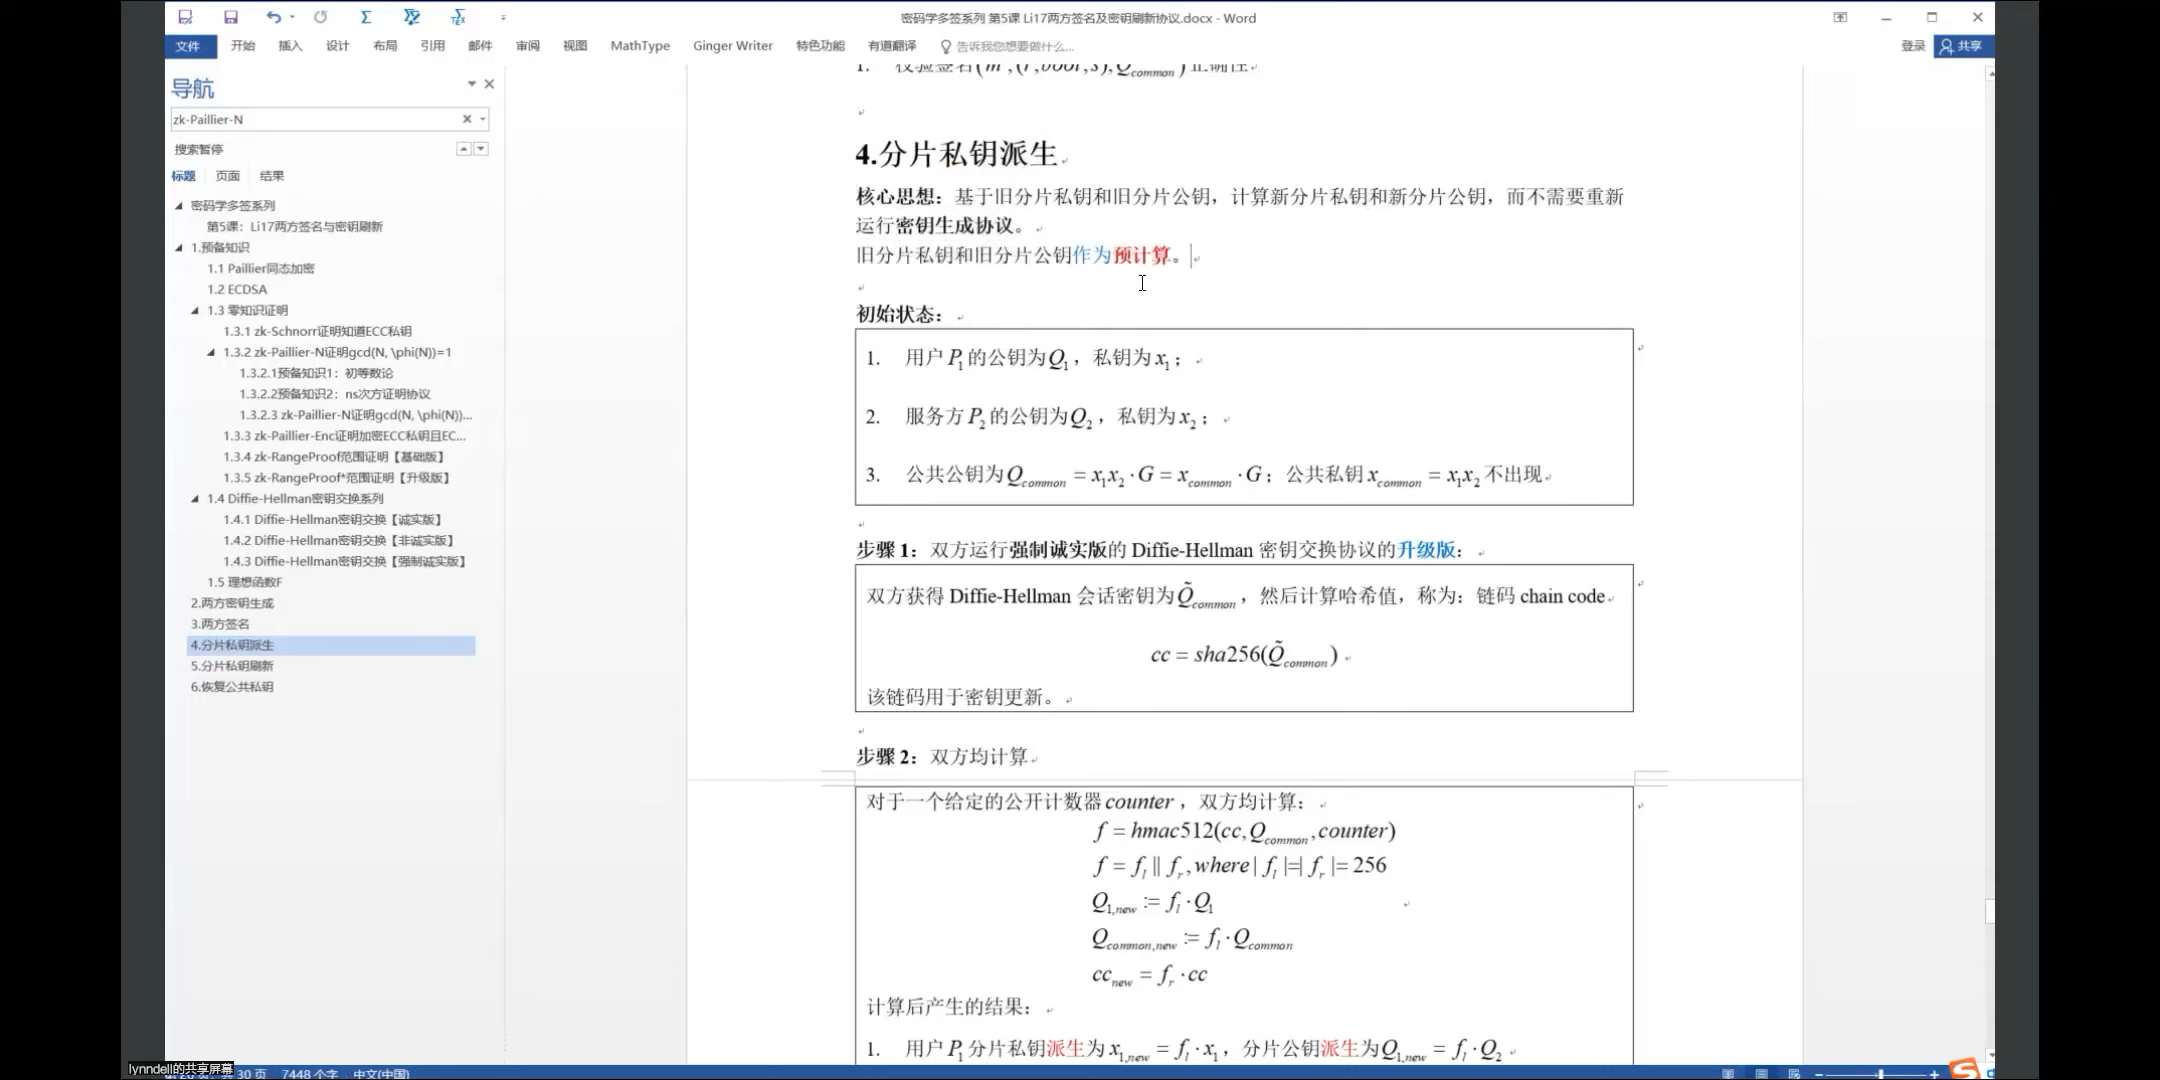 密码学多签系列 第5课 Li17两方签名及密钥刷新协议.docx - Word
文件 开始 插入 设计 布局 引用 邮件 审阅 视图 MathType Ginger Writer 特色功能 有道翻译 告诉我您想要做什么... 登录 共享
导航
zk-Paillier-N
搜索暂停
标题 页面 结果
密码学多签系列
第5课：Li17两方签名与密钥刷新
1.预备知识
1.1 Paillier同态加密
1.2 ECDSA
1.3 零知识证明
1.3.1 zk-Schnorr证明知道ECC私钥
1.3.2 zk-Paillier-N证明gcd(N, \phi(N))=1
1.3.2.1预备知识1：初等数论
1.3.2.2预备知识2：ns次方证明协议
1.3.2.3 zk-Paillier-N证明gcd(N, \phi(N))...
1.3.3 zk-Paillier-Enc证明加密ECC私钥且EC...
1.3.4 zk-RangeProof范围证明【基础版】
1.3.5 zk-RangeProof*范围证明【升级版】
1.4 Diffie-Hellman密钥交换系列
1.4.1 Diffie-Hellman密钥交换【诚实版】
1.4.2 Diffie-Hellman密钥交换【非诚实版】
1.4.3 Diffie-Hellman密钥交换【强制诚实版】
1.5 理想函数F
2.两方密钥生成
3.两方签名
4.分片私钥派生
5.分片私钥刷新
6.恢复公共私钥
1. 校验签名(m,(r,bool,s),Q_common)正确性
4.分片私钥派生
核心思想：基于旧分片私钥和旧分片公钥，计算新分片私钥和新分片公钥，而不需要重新
运行密钥生成协议。
旧分片私钥和旧分片公钥作为预计算。
初始状态：
1. 用户P₁的公钥为Q₁，私钥为x₁；
2. 服务方P₂的公钥为Q₂，私钥为x₂；
3. 公共公钥为Q_common = x₁x₂·G = x_common·G；公共私钥x_common = x₁x₂不出现
步骤 1：双方运行强制诚实版的 Diffie-Hellman 密钥交换协议的升级版：
双方获得 Diffie-Hellman 会话密钥为Q̃_common，然后计算哈希值，称为：链码 chain code
cc = sha256(Q̃_common)
该链码用于密钥更新。
步骤 2：双方均计算
对于一个给定的公开计数器counter，双方均计算：
f = hmac512(cc,Q_common,counter)
f = f_l || f_r, where | f_l |=| f_r |= 256
Q_1,new := f_l · Q₁
Q_common,new := f_l · Q_common
cc_new = f_r · cc
计算后产生的结果：
1. 用户P₁分片私钥派生为x_1,new = f_l · x₁，分片公钥派生为Q_1,new = f_l · Q₂
lynndell的共享屏幕
30 页 7448 个字 中文(中国)